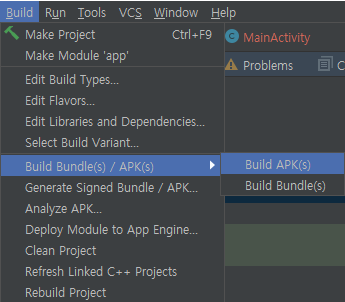 Build Run Tools VCS Window Help
Make Project Ctrl+F9
Make Module 'app'
Edit Build Types...
Edit Flavors...
Edit Libraries and Dependencies...
Select Build Variant...
Build Bundle(s) / APK(s)
Generate Signed Bundle / APK...
Analyze APK...
Deploy Module to App Engine...
Clean Project
Refresh Linked C++ Projects
Rebuild Project
C MainActivity
Problems C
Build APK(s)
Build Bundle(s)